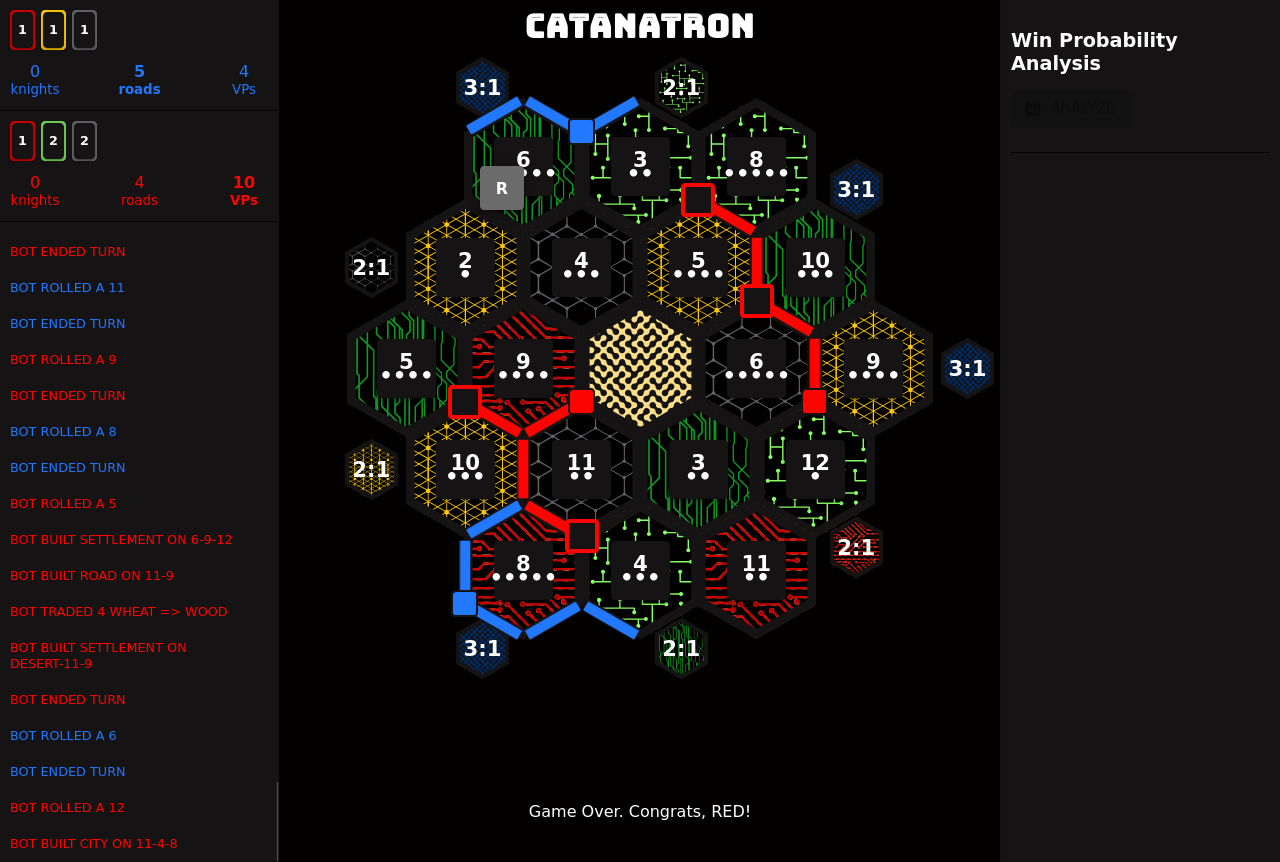 CATANATRON
1 1 1
0 5 4
knights roads VPs
1 2 2
0 4 10
knights roads VPs
BOT ENDED TURN
BOT ROLLED A 11
BOT ENDED TURN
BOT ROLLED A 9
BOT ENDED TURN
BOT ROLLED A 8
BOT ENDED TURN
BOT ROLLED A 5
BOT BUILT SETTLEMENT ON 6-9-12
BOT BUILT ROAD ON 11-9
BOT TRADED 4 WHEAT => WOOD
BOT BUILT SETTLEMENT ON
DESERT-11-9
BOT ENDED TURN
BOT ROLLED A 6
BOT ENDED TURN
BOT ROLLED A 12
BOT BUILT CITY ON 11-4-8
3:1 2:1
6 3 8
R 3:1
2:1 2 4 5 10
5 9 6 9 3:1
2:1 10 11 3 12
8 4 11 2:1
3:1 2:1
Game Over. Congrats, RED!
Win Probability
Analysis
ANALYZE